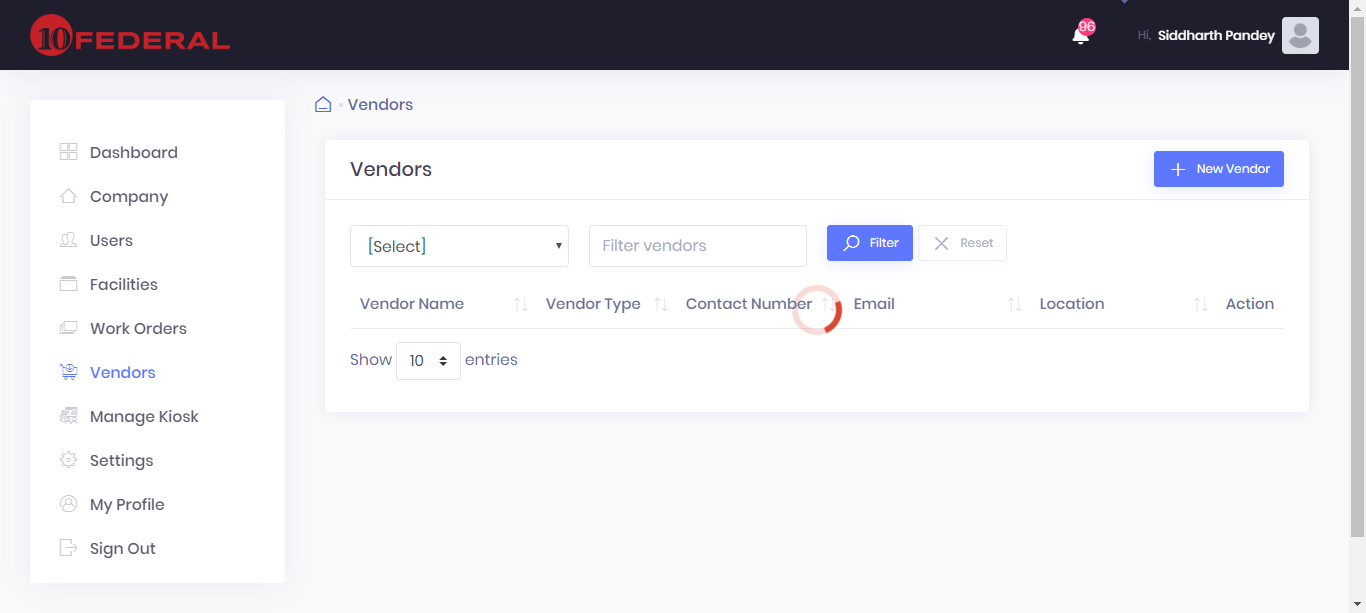 10 FEDERAL
96
Hi, Siddharth Pandey
Dashboard
Company
Users
Facilities
Work Orders
Vendors
Manage Kiosk
Settings
My Profile
Sign Out
Vendors
Vendors
New Vendor
[Select]
Filter vendors
Filter
Reset
Vendor Name Vendor Type Contact Number Email Location Action
Show 10 entries